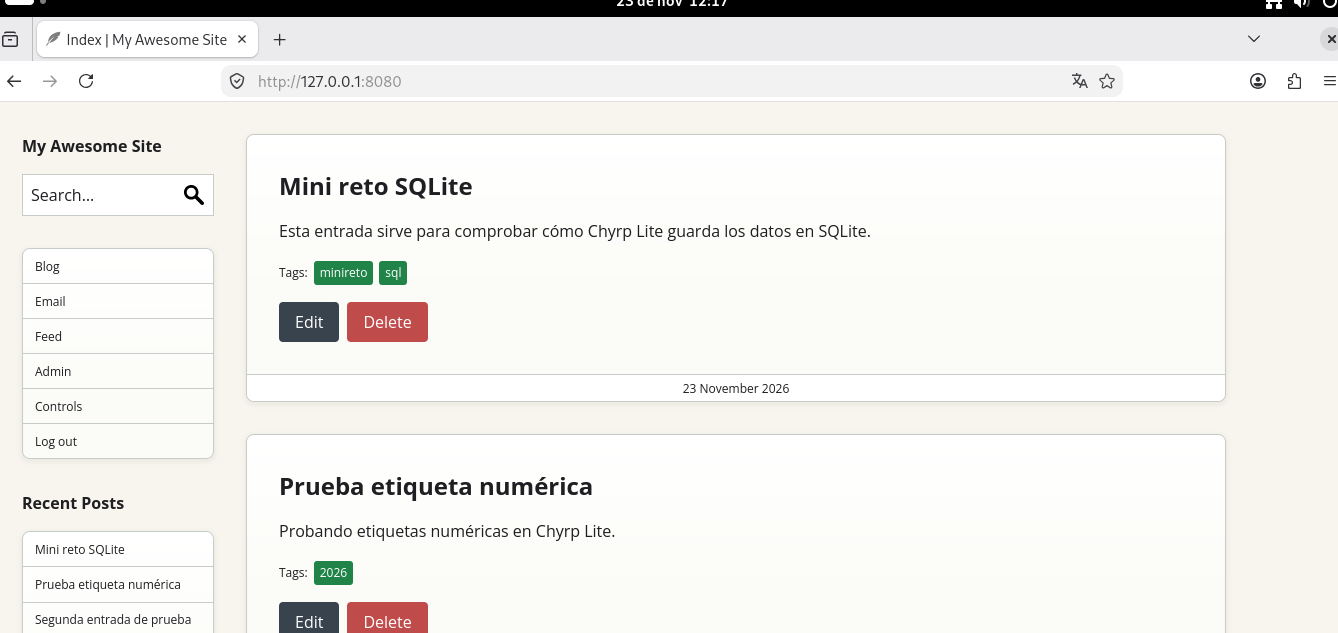 23 de nov 12:17
Index | My Awesome Site
http://127.0.0.1:8080
My Awesome Site
Search...
Blog
Email
Feed
Admin
Controls
Log out
Recent Posts
Mini reto SQLite
Prueba etiqueta numérica
Segunda entrada de prueba
Mini reto SQLite
Esta entrada sirve para comprobar cómo Chyrp Lite guarda los datos en SQLite.
Tags: minireto sql
Edit Delete
23 November 2026
Prueba etiqueta numérica
Probando etiquetas numéricas en Chyrp Lite.
Tags: 2026
Edit Delete